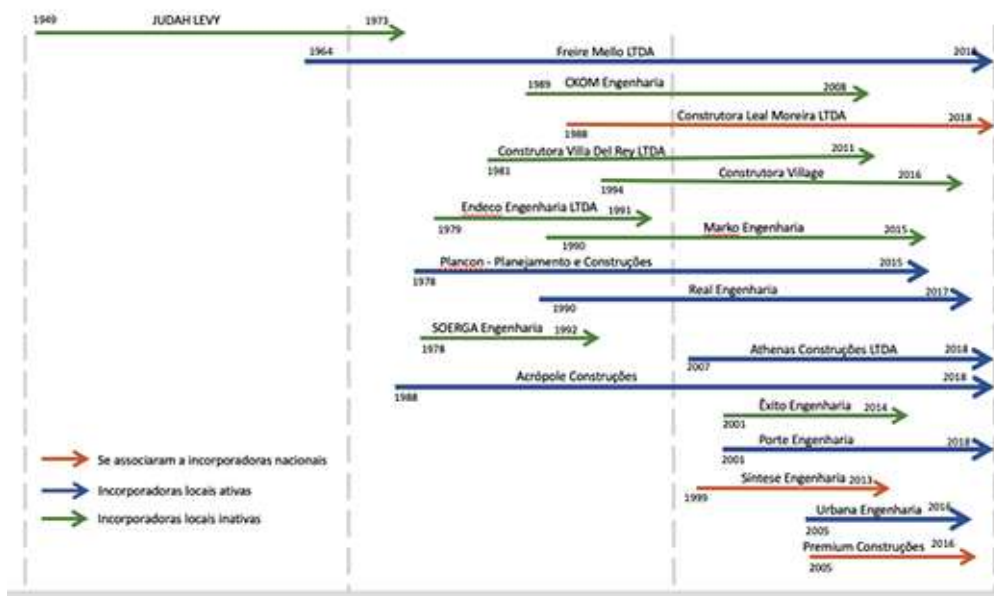 1949 JUDAH LEVY 1973
1964 Freire Mello LTDA 2018
1989 CKOM Engenharia 2008
Construtora Leal Moreira LTDA 2018
1988
Construtora Villa Del Rey LTDA 2011
1981
Construtora Village 2016
1994
Endeco Engenharia LTDA 1991
1979
Marko Engenharia 2015
1990
Plancon - Planejamento e Construções 2015
1978
Real Engenharia 2017
1990
SOERGA Engenharia 1992
1978
Athenas Construções LTDA 2018
2007
Acrópole Construções 2018
1988
Êxito Engenharia 2014
2001
Porte Engenharia 2018
2001
Síntese Engenharia 2013
1999
Urbana Engenharia 2016
2005
Premium Construções 2016
2005
Se associaram a incorporadoras nacionais
Incorporadoras locais ativas
Incorporadoras locais inativas